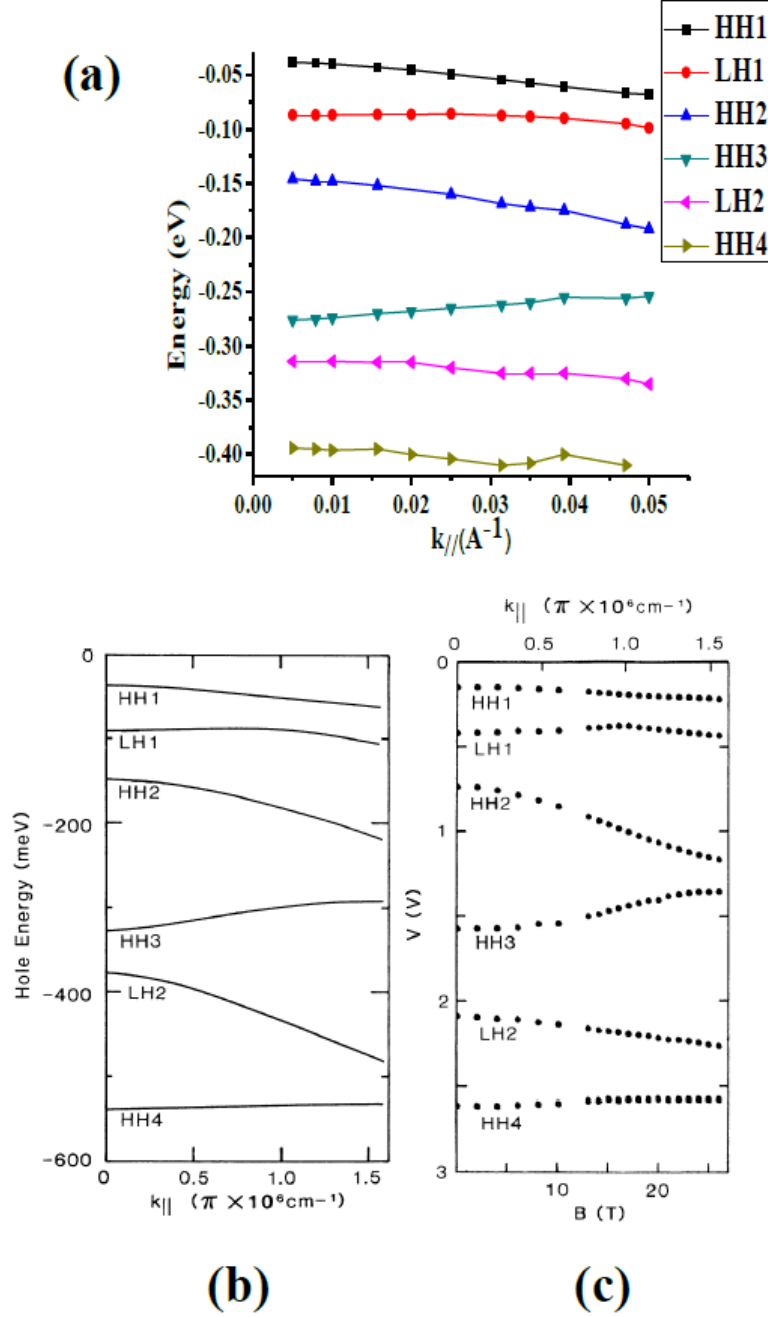 (a)
HH1
LH1
HH2
HH3
LH2
HH4
Energy (eV)
-0.05
-0.10
-0.15
-0.20
-0.25
-0.30
-0.35
-0.40
0.00 0.01 0.02 0.03 0.04 0.05
k//(A-1)
Hole Energy (meV)
0
-200
-400
-600
HH1
LH1
HH2
HH3
LH2
HH4
0 0.5 1.0 1.5
k|| (π ×10⁶cm⁻¹)
(b)
k|| (π ×10⁶cm⁻¹)
0 0.5 1.0 1.5
V (V)
0
1
2
3
HH1
LH1
HH2
HH3
LH2
HH4
10 20
B (T)
(c)